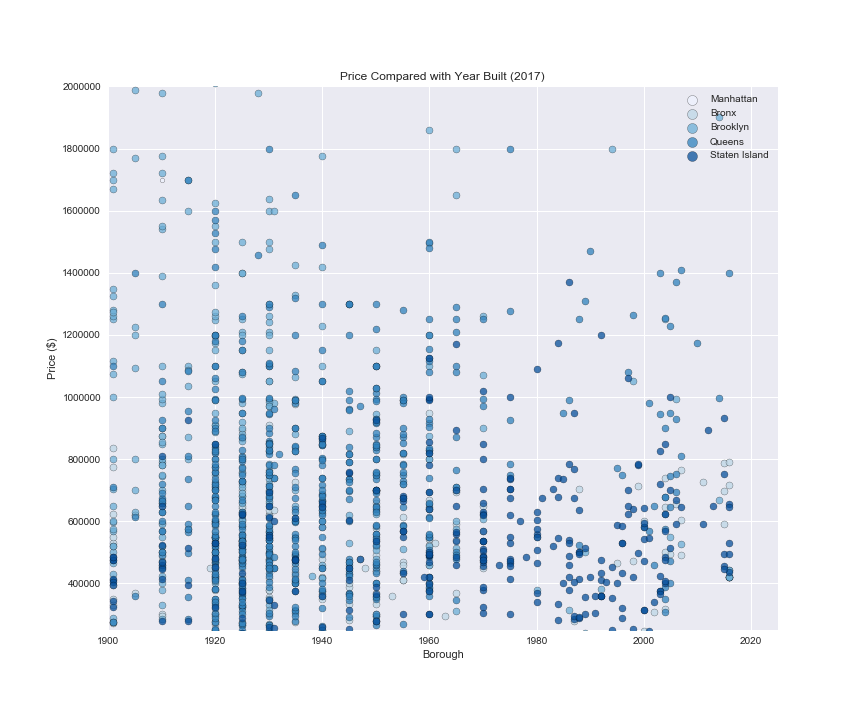 Price Compared with Year Built (2017)
2000000
1800000
1600000
1400000
1200000
1000000
800000
600000
400000
Price ($)
Manhattan
Bronx
Brooklyn
Queens
Staten Island
1900 1920 1940 1960 1980 2000 2020
Borough